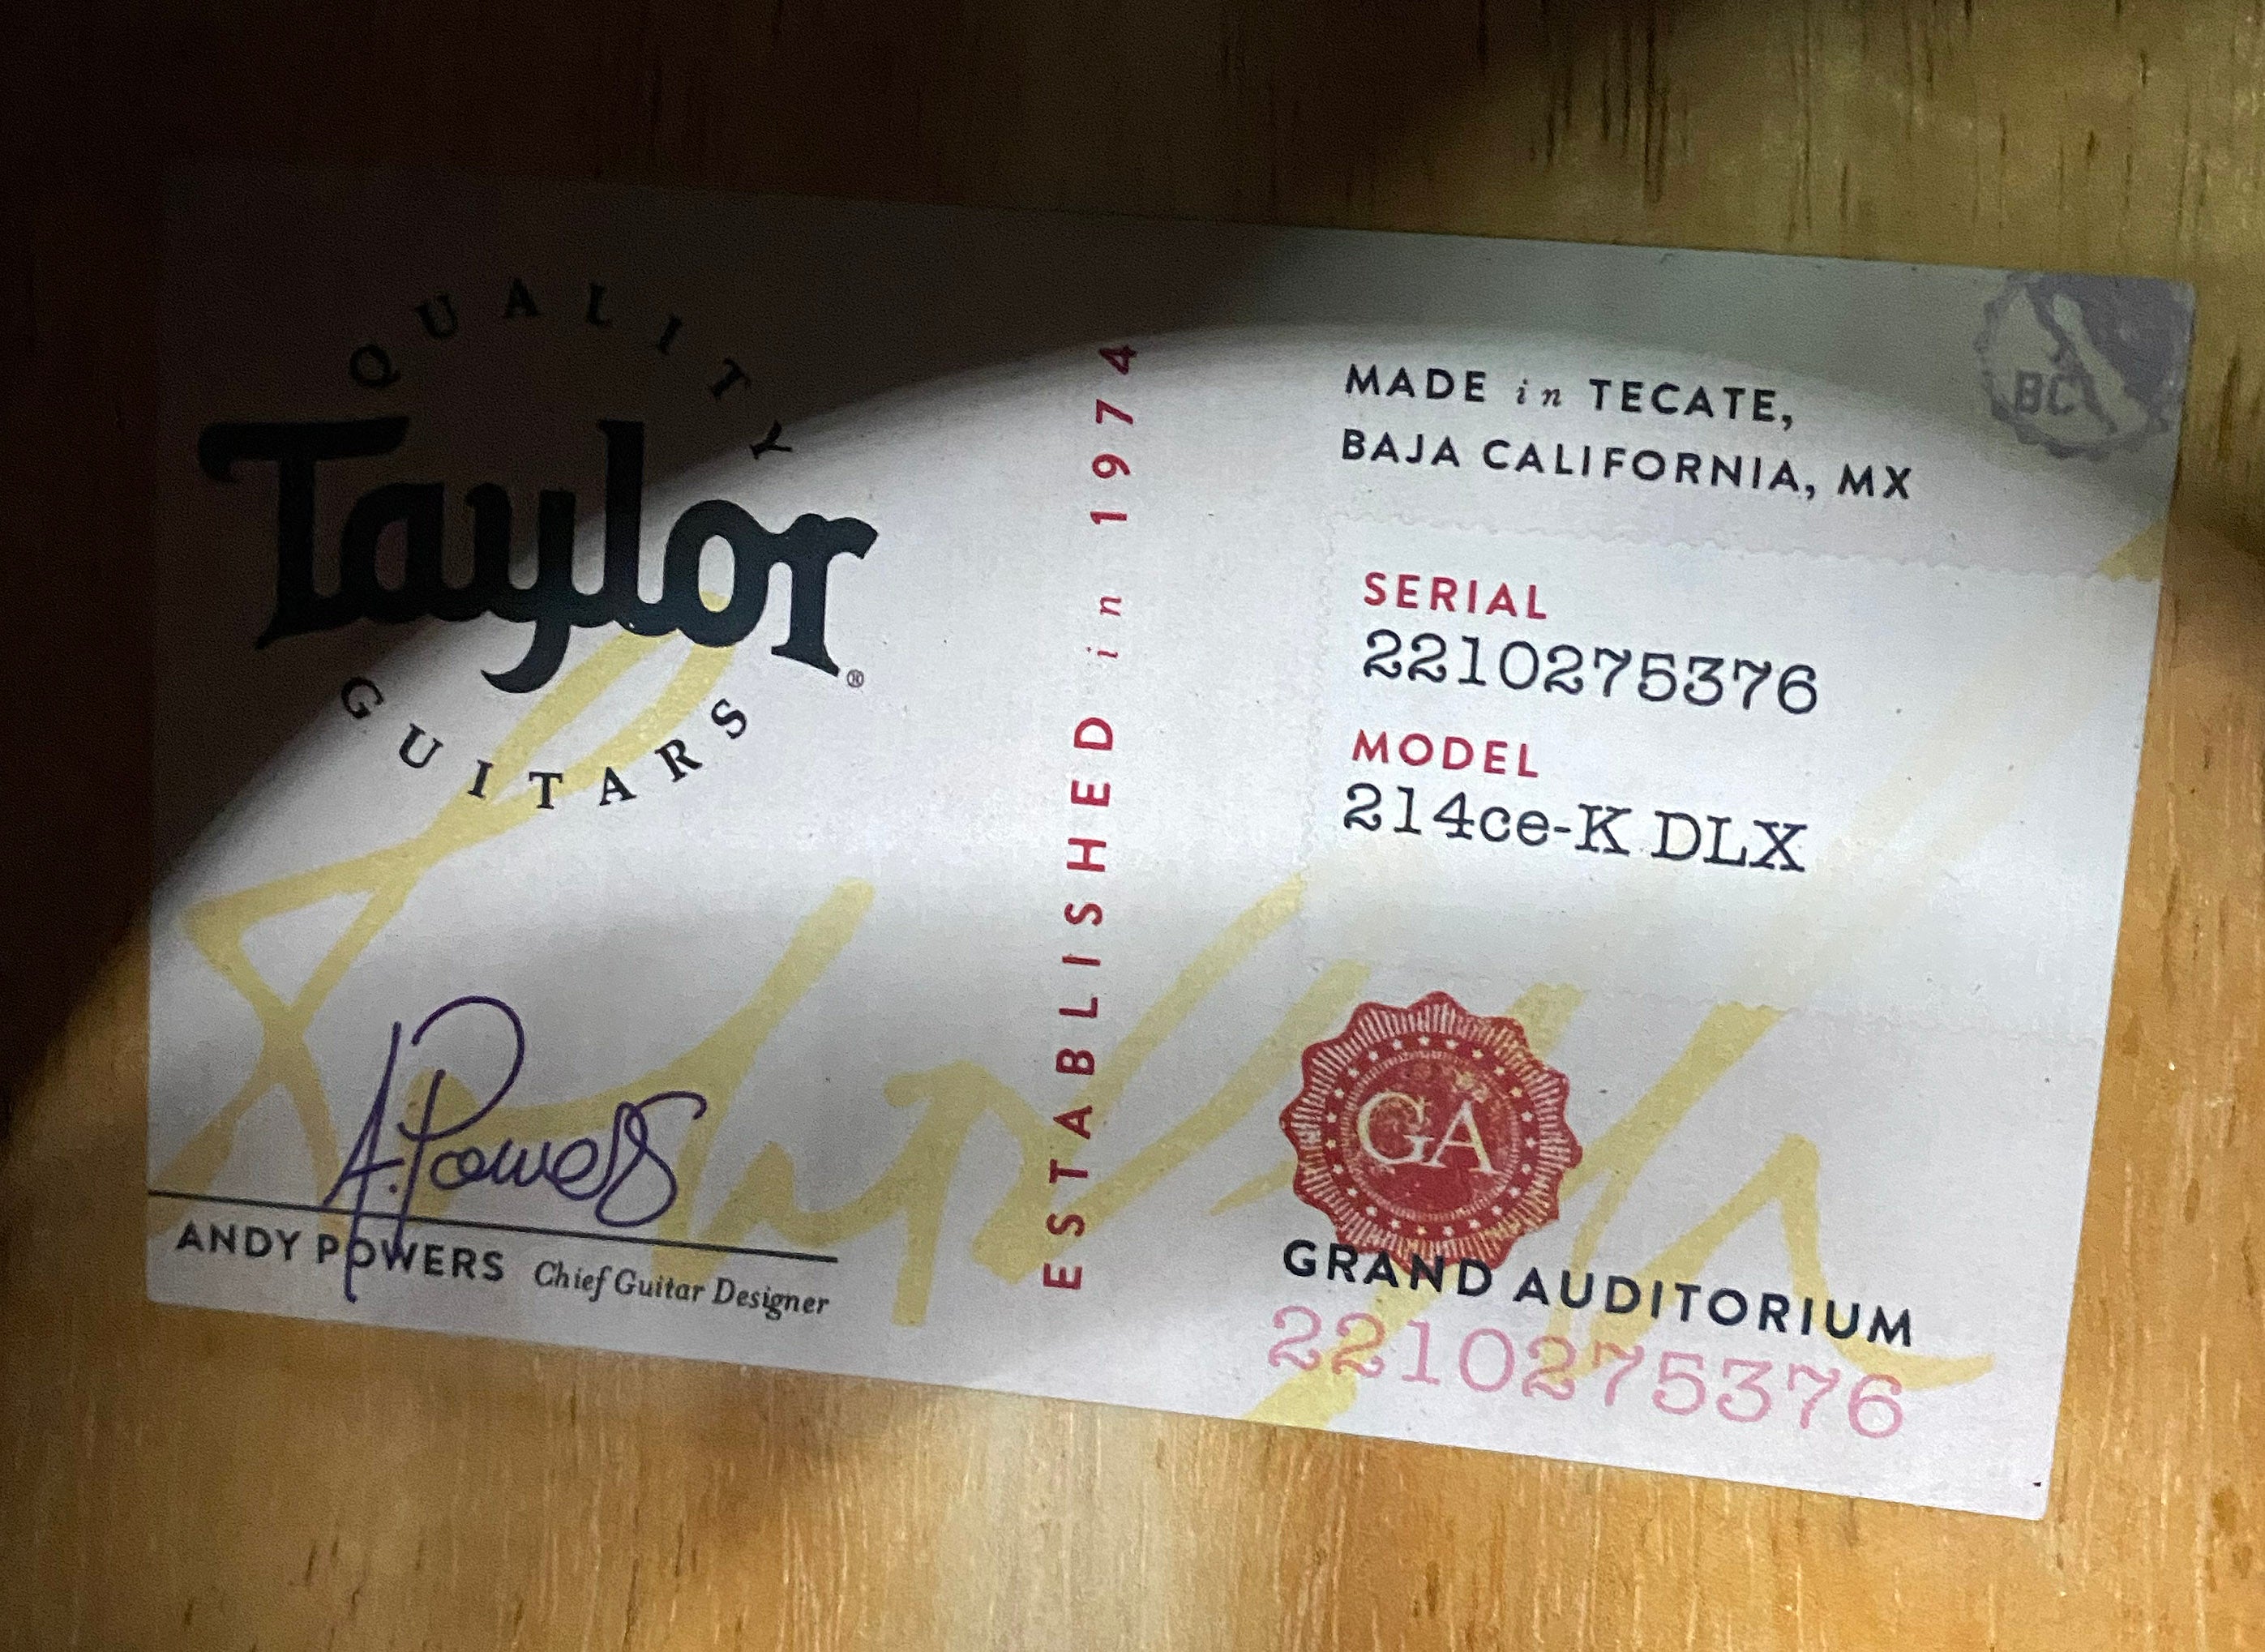 QUALITY
Taylor®
GUITARS
A. Powers
ANDY POWERS Chief Guitar Designer
ESTABLISHED in 1974
MADE in TECATE,
BAJA CALIFORNIA, MX
BC
SERIAL
2210275376
MODEL
214ce-K DLX
GA
GRAND AUDITORIUM
2210275376